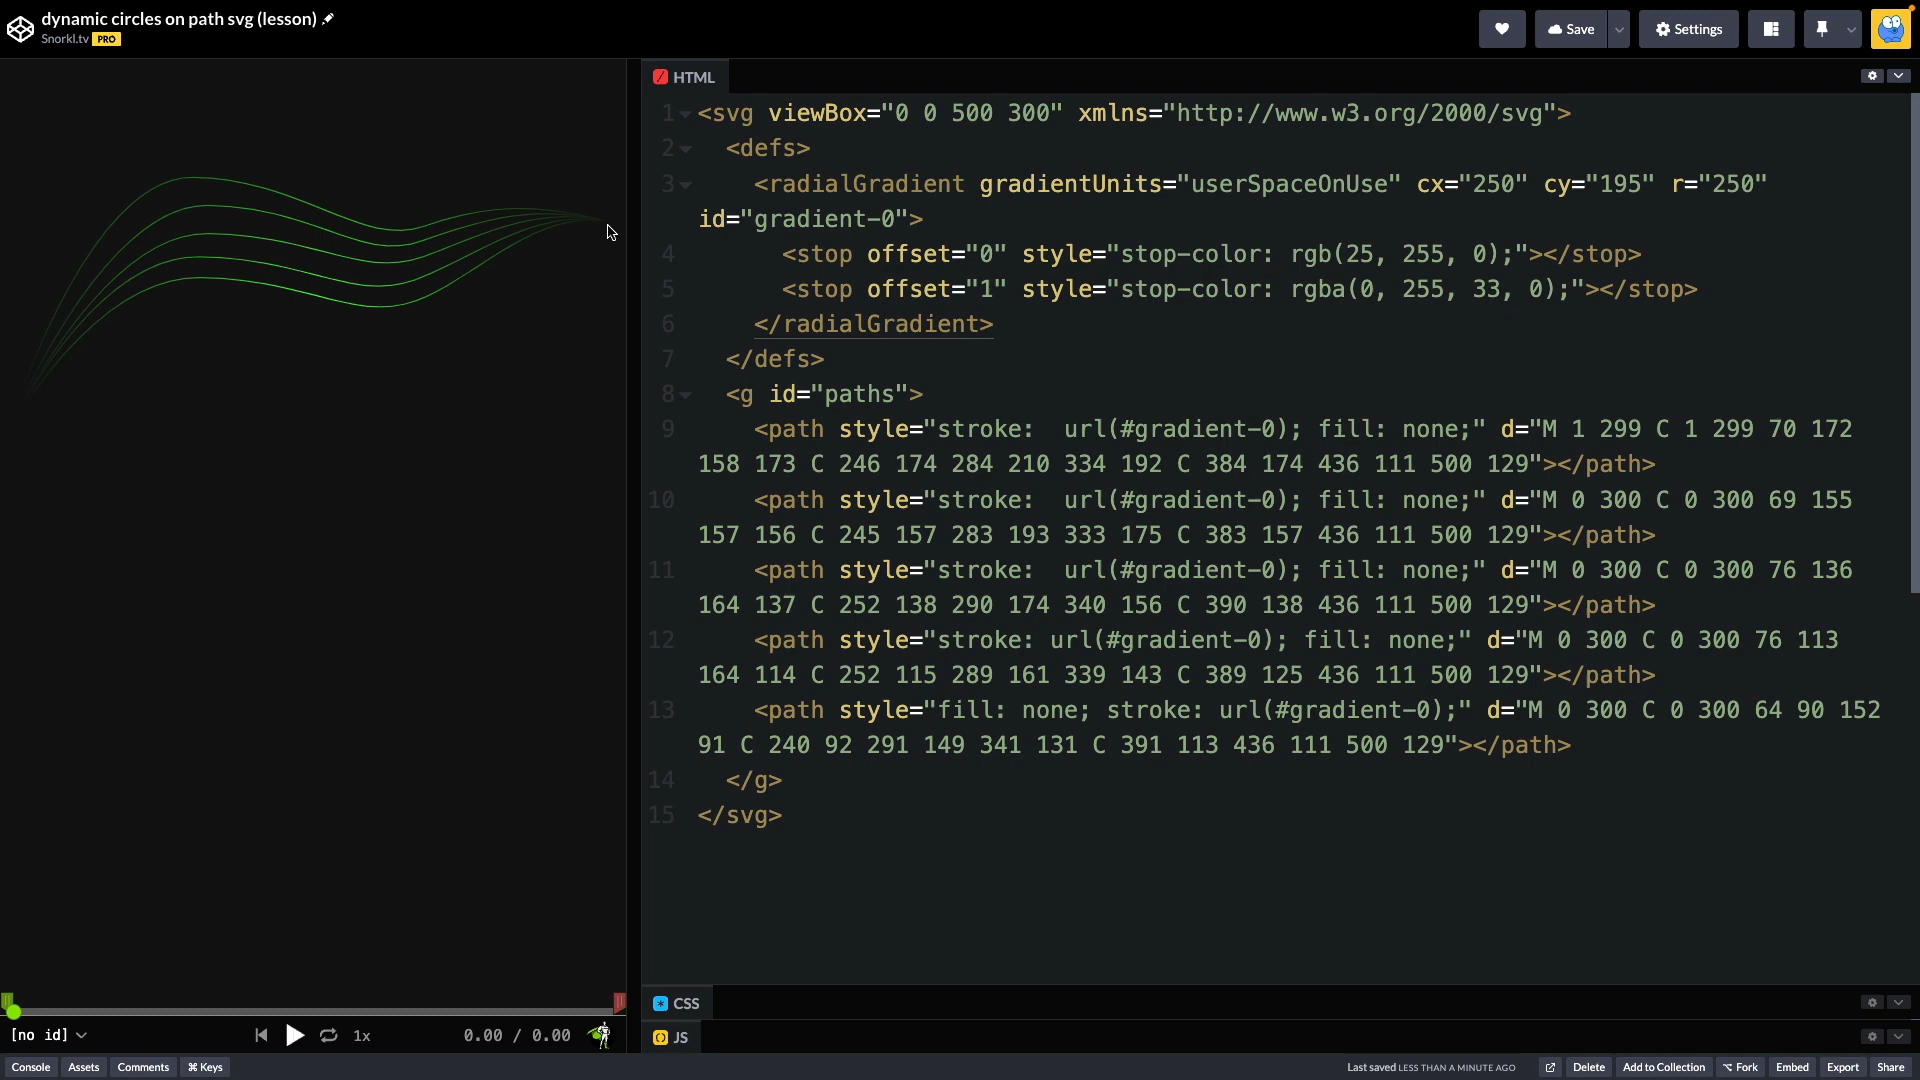 dynamic circles on path svg (lesson)
Snorkl.tv PRO
Save
Settings
HTML
1 <svg viewBox="0 0 500 300" xmlns="http://www.w3.org/2000/svg">
2 <defs>
3 <radialGradient gradientUnits="userSpaceOnUse" cx="250" cy="195" r="250"
id="gradient-0">
4 <stop offset="0" style="stop-color: rgb(25, 255, 0);"></stop>
5 <stop offset="1" style="stop-color: rgba(0, 255, 33, 0);"></stop>
6 </radialGradient>
7 </defs>
8 <g id="paths">
9 <path style="stroke:  url(#gradient-0); fill: none;" d="M 1 299 C 1 299 70 172
158 173 C 246 174 284 210 334 192 C 384 174 436 111 500 129"></path>
10 <path style="stroke:  url(#gradient-0); fill: none;" d="M 0 300 C 0 300 69 155
157 156 C 245 157 283 193 333 175 C 383 157 436 111 500 129"></path>
11 <path style="stroke:  url(#gradient-0); fill: none;" d="M 0 300 C 0 300 76 136
164 137 C 252 138 290 174 340 156 C 390 138 436 111 500 129"></path>
12 <path style="stroke: url(#gradient-0); fill: none;" d="M 0 300 C 0 300 76 113
164 114 C 252 115 289 161 339 143 C 389 125 436 111 500 129"></path>
13 <path style="fill: none; stroke: url(#gradient-0);" d="M 0 300 C 0 300 64 90 152
91 C 240 92 291 149 341 131 C 391 113 436 111 500 129"></path>
14 </g>
15 </svg>
CSS
JS
[no id] 1x 0.00 / 0.00
Console Assets Comments ⌘ Keys Last saved LESS THAN A MINUTE AGO Delete Add to Collection ⌥ Fork Embed Export Share